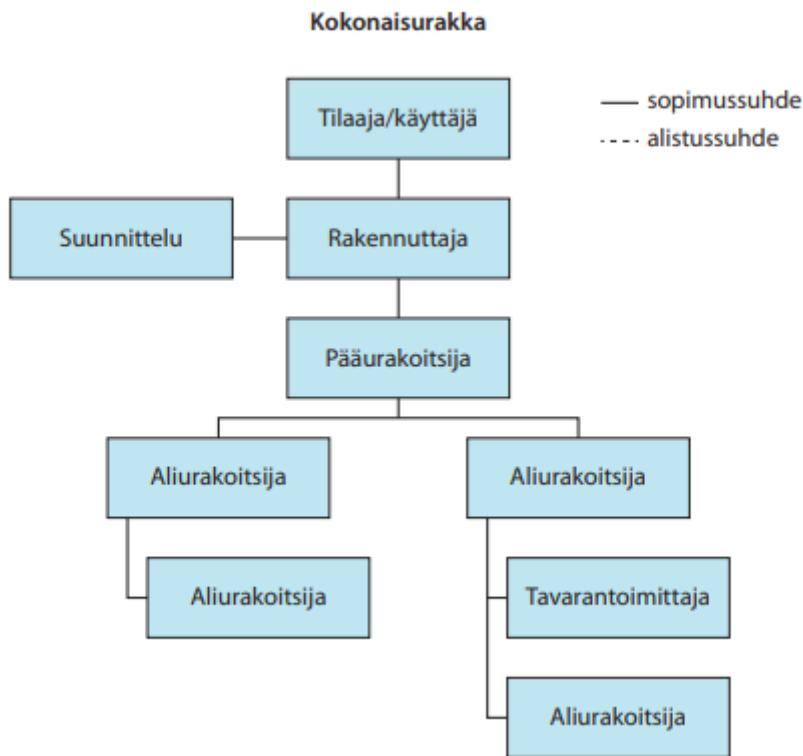 Kokonaisurakka
Tilaaja/käyttäjä
sopimussuhde
alistussuhde
Suunnittelu
Rakennuttaja
Pääurakoitsija
Aliurakoitsija
Aliurakoitsija
Aliurakoitsija
Tavarantoimittaja
Aliurakoitsija